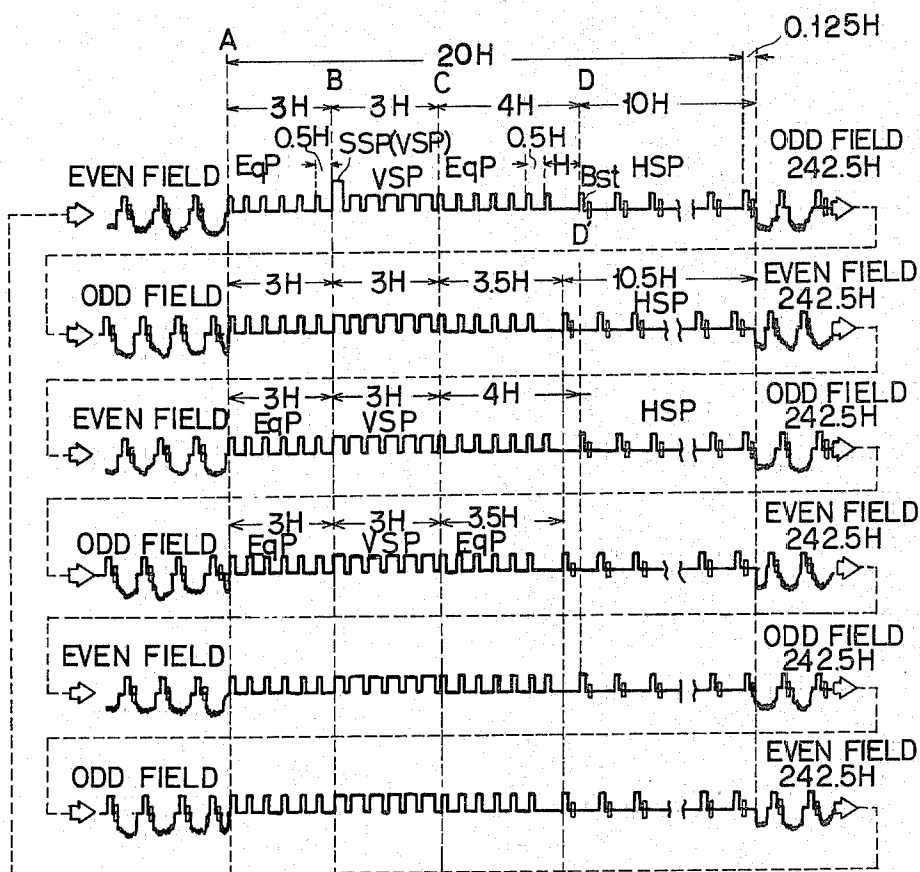 0.125H
A
20H
B C D
3H 3H 4H 10H
0.5H SSP(VSP) 0.5H
ODD FIELD
242.5H
EVEN FIELD EqP VSP EqP H Bst HSP
D'
ODD FIELD 3H 3H 3.5H 10.5H
HSP
EVEN FIELD
242.5H
EVEN FIELD 3H 3H 4H
EqP VSP HSP
ODD FIELD
242.5H
ODD FIELD 3H 3H 3.5H
EqP VSP EqP
EVEN FIELD
242.5H
EVEN FIELD
ODD FIELD
242.5H
ODD FIELD
EVEN FIELD
242.5H